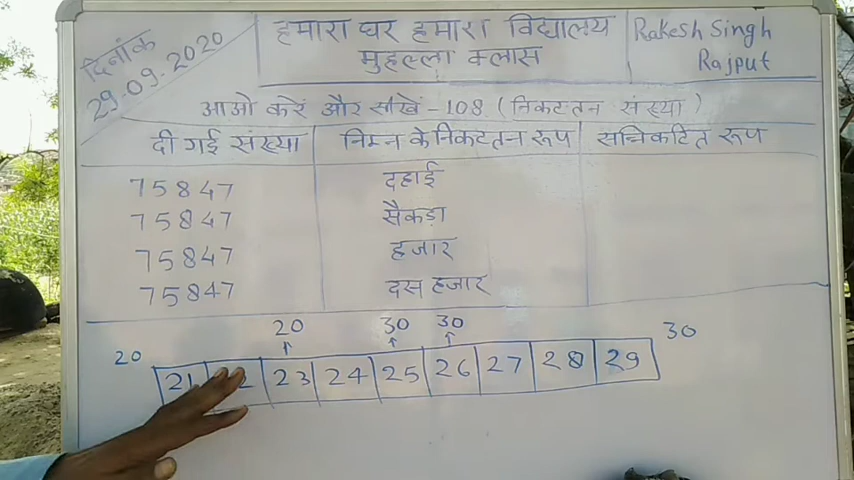 दिनांक
29.09.2020
हमारा घर हमारा विद्यालय
मुहल्ला क्लास
Rakesh Singh
Rajput
आओ करें और सीखें -108 (निकटतन संख्या)
दी गई संख्या निम्न के निकटतन रूप सन्निकटित रूप
75847 दहाई
75847 सैकड़ा
75847 हजार
75847 दस हजार
20 30 30
20 21 23 24 25 26 27 28 29 30